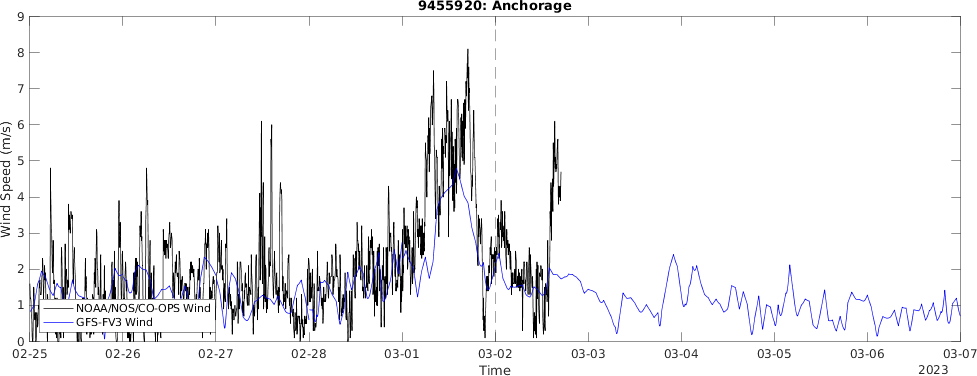 9455920: Anchorage
Wind Speed (m/s)
9
8
7
6
5
4
3
2
1
0
NOAA/NOS/CO-OPS Wind
GFS-FV3 Wind
02-25 02-26 02-27 02-28 03-01 03-02 03-03 03-04 03-05 03-06 03-07
Time
2023